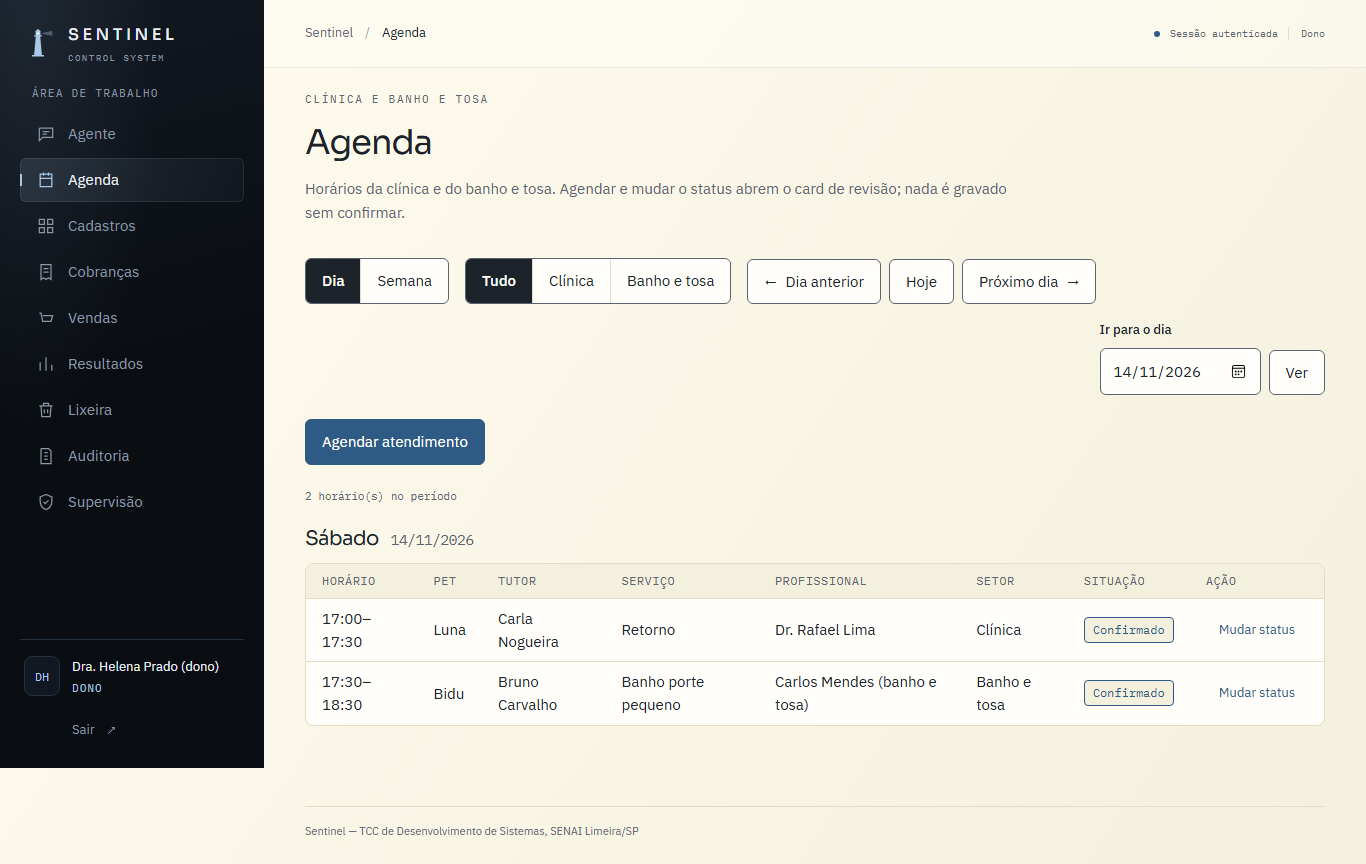 SENTINEL
CONTROL SYSTEM
ÁREA DE TRABALHO
Agente
Agenda
Cadastros
Cobranças
Vendas
Resultados
Lixeira
Auditoria
Supervisão
DH
Dra. Helena Prado (dono)
DONO
Sair ↗
Sentinel / Agenda
Sessão autenticada
Dono
CLÍNICA E BANHO E TOSA
Agenda
Horários da clínica e do banho e tosa. Agendar e mudar o status abrem o card de revisão; nada é gravado
sem confirmar.
Dia Semana Tudo Clínica Banho e tosa ← Dia anterior Hoje Próximo dia →
Ir para o dia
14/11/2026 Ver
Agendar atendimento
2 horário(s) no período
Sábado 14/11/2026
HORÁRIO PET TUTOR SERVIÇO PROFISSIONAL SETOR SITUAÇÃO AÇÃO
17:00–
17:30
Luna
Carla
Nogueira
Retorno
Dr. Rafael Lima
Clínica
Confirmado
Mudar status
17:30–
18:30
Bidu
Bruno
Carvalho
Banho porte
pequeno
Carlos Mendes (banho e
tosa)
Banho e
tosa
Confirmado
Mudar status
Sentinel — TCC de Desenvolvimento de Sistemas, SENAI Limeira/SP